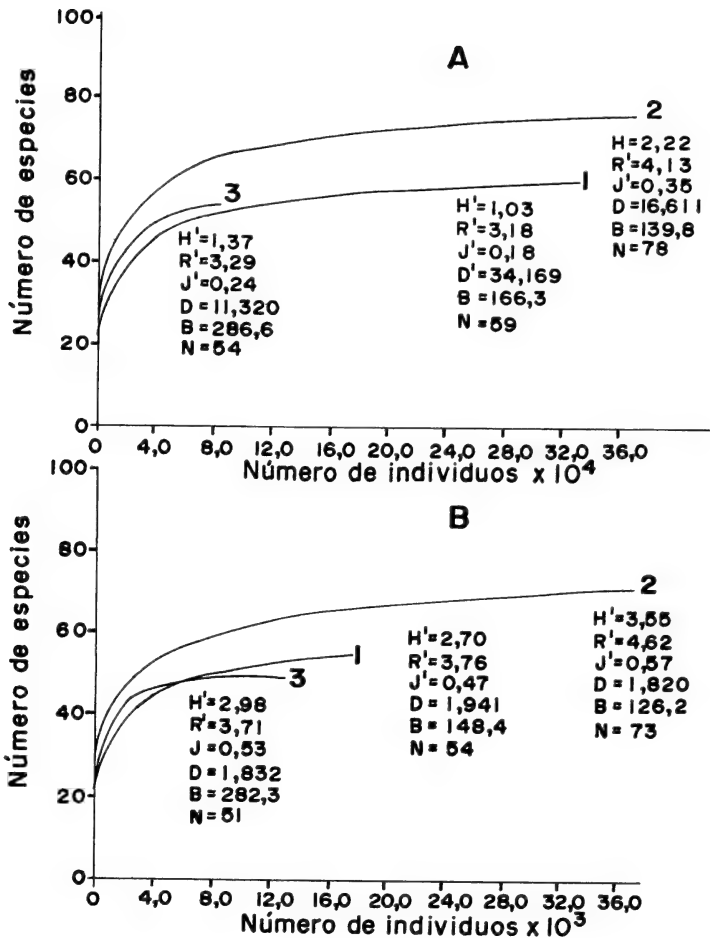 A
Número de especies
100
80
60
40
20
0
2
H=2,22
R'=4,13
J'=0,35
D=16,611
B=139,8
N=78
3
H'=1,37
R'=3,29
J'=0,24
D=11,320
B=286,6
N=54
1
H'=1,03
R'=3,18
J'=0,18
D'=34,169
B=166,3
N=59
0 4,0 8,0 12,0 16,0 20,0 24,0 28,0 32,0 36,0
Número de individuos x10⁴
B
Número de especies
100
80
60
40
20
0
2
H'=3,55
R'=4,62
J'=0,57
D=1,820
B=126,2
N=73
1
H'=2,70
R'=3,76
J'=0,47
D=1,941
B=148,4
N=54
3
H'=2,98
R'=3,71
J=0,53
D=1,832
B=282,3
N=51
0 4,0 8,0 12,0 16,0 20,0 24,0 28,0 32,0 36,0
Número de individuos x10³